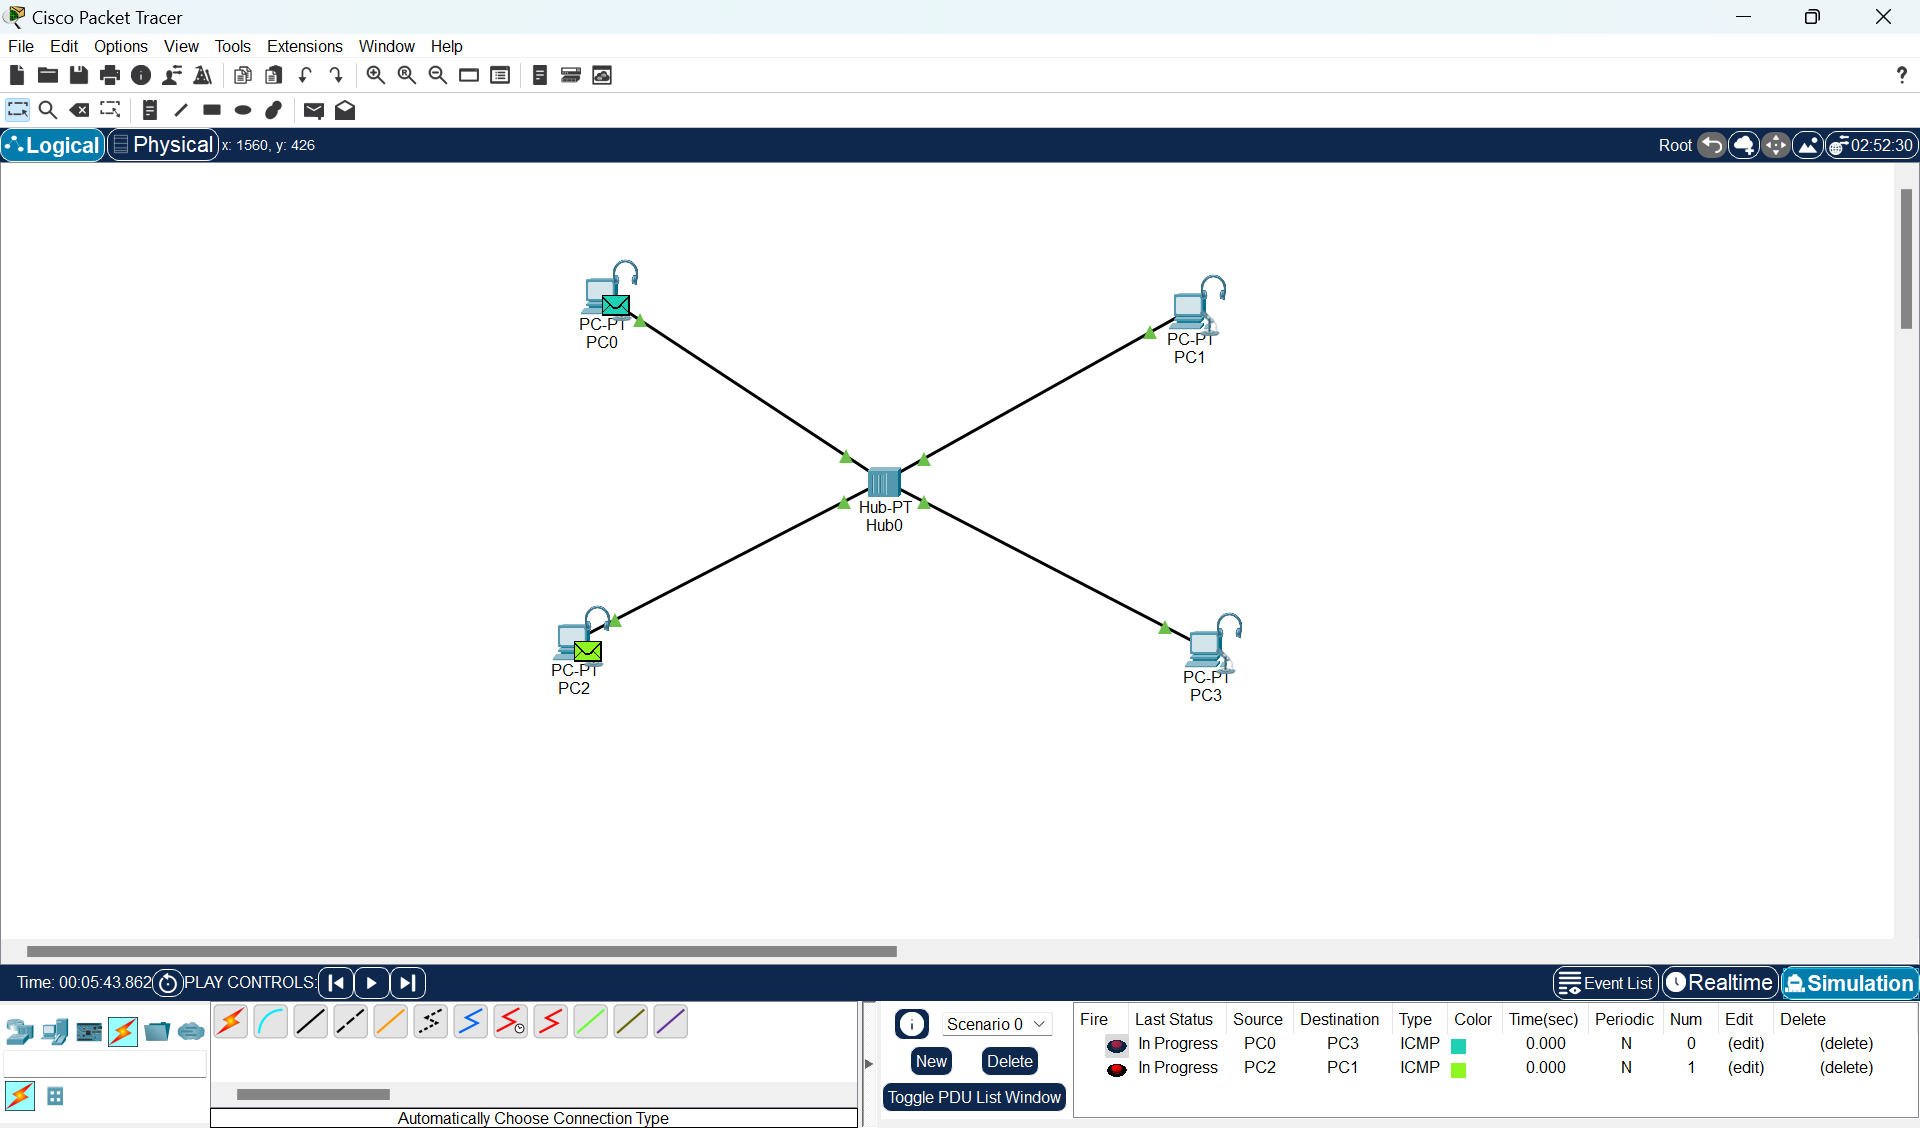 Cisco Packet Tracer
File Edit Options View Tools Extensions Window Help
Logical Physical x: 1560, y: 426 Root 02:52:30
PC-PT
PC0
PC-PT
PC1
Hub-PT
Hub0
PC-PT
PC2
PC-PT
PC3
Time: 00:05:43.862 PLAY CONTROLS: Event List Realtime Simulation
Scenario 0
New Delete
Toggle PDU List Window
Fire Last Status Source Destination Type Color Time(sec) Periodic Num Edit Delete
In Progress PC0 PC3 ICMP 0.000 N 0 (edit) (delete)
In Progress PC2 PC1 ICMP 0.000 N 1 (edit) (delete)
Automatically Choose Connection Type